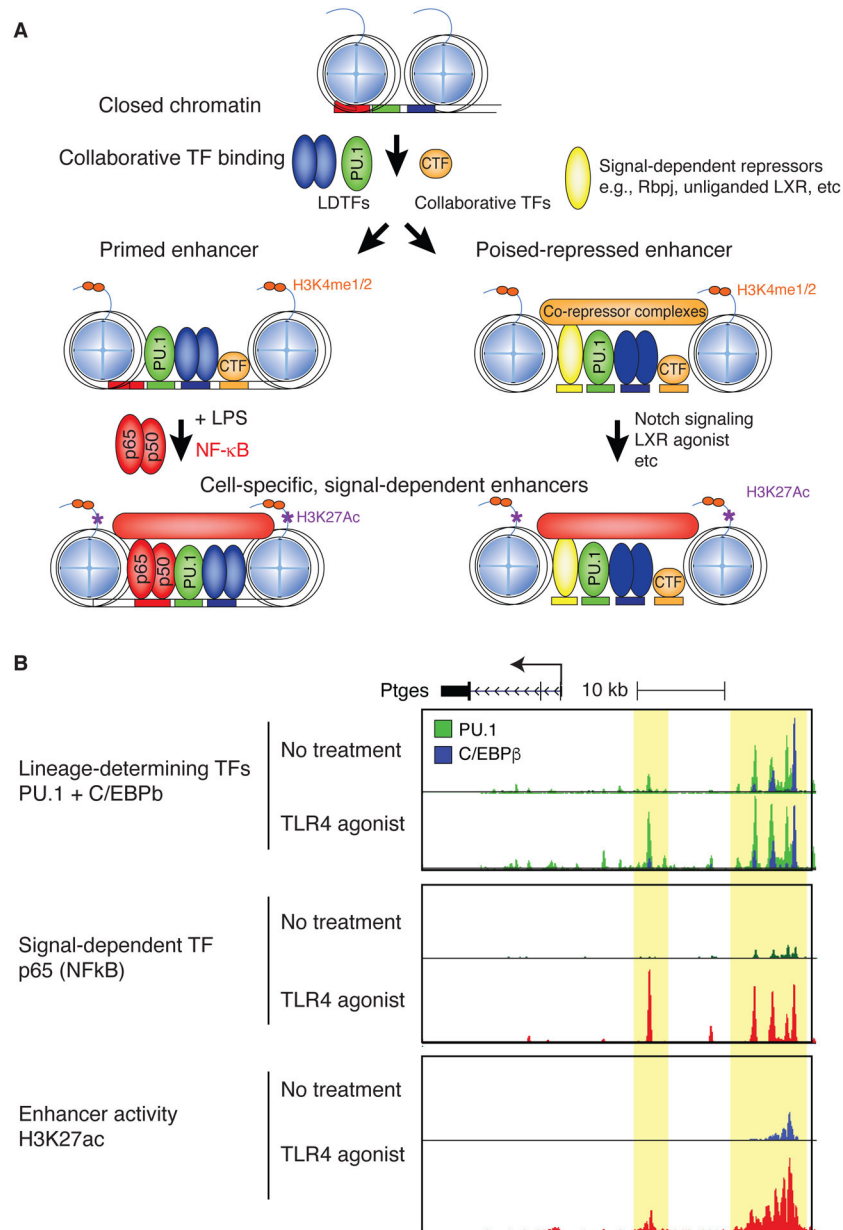 A
Closed chromatin
Collaborative TF binding
PU.1
CTF
LDTFs
Collaborative TFs
Signal-dependent repressors
e.g., Rbpj, unliganded LXR, etc
Primed enhancer
Poised-repressed enhancer
H3K4me1/2
PU.1
CTF
H3K4me1/2
Co-repressor complexes
PU.1
CTF
p65
p50
+ LPS
NF-κB
Notch signaling
LXR agonist
etc
Cell-specific, signal-dependent enhancers
H3K27Ac
p65
p50
PU.1
H3K27Ac
PU.1
CTF
B
Ptges
10 kb
PU.1
C/EBPβ
Lineage-determining TFs
PU.1 + C/EBPb
No treatment
TLR4 agonist
Signal-dependent TF
p65 (NFkB)
No treatment
TLR4 agonist
Enhancer activity
H3K27ac
No treatment
TLR4 agonist